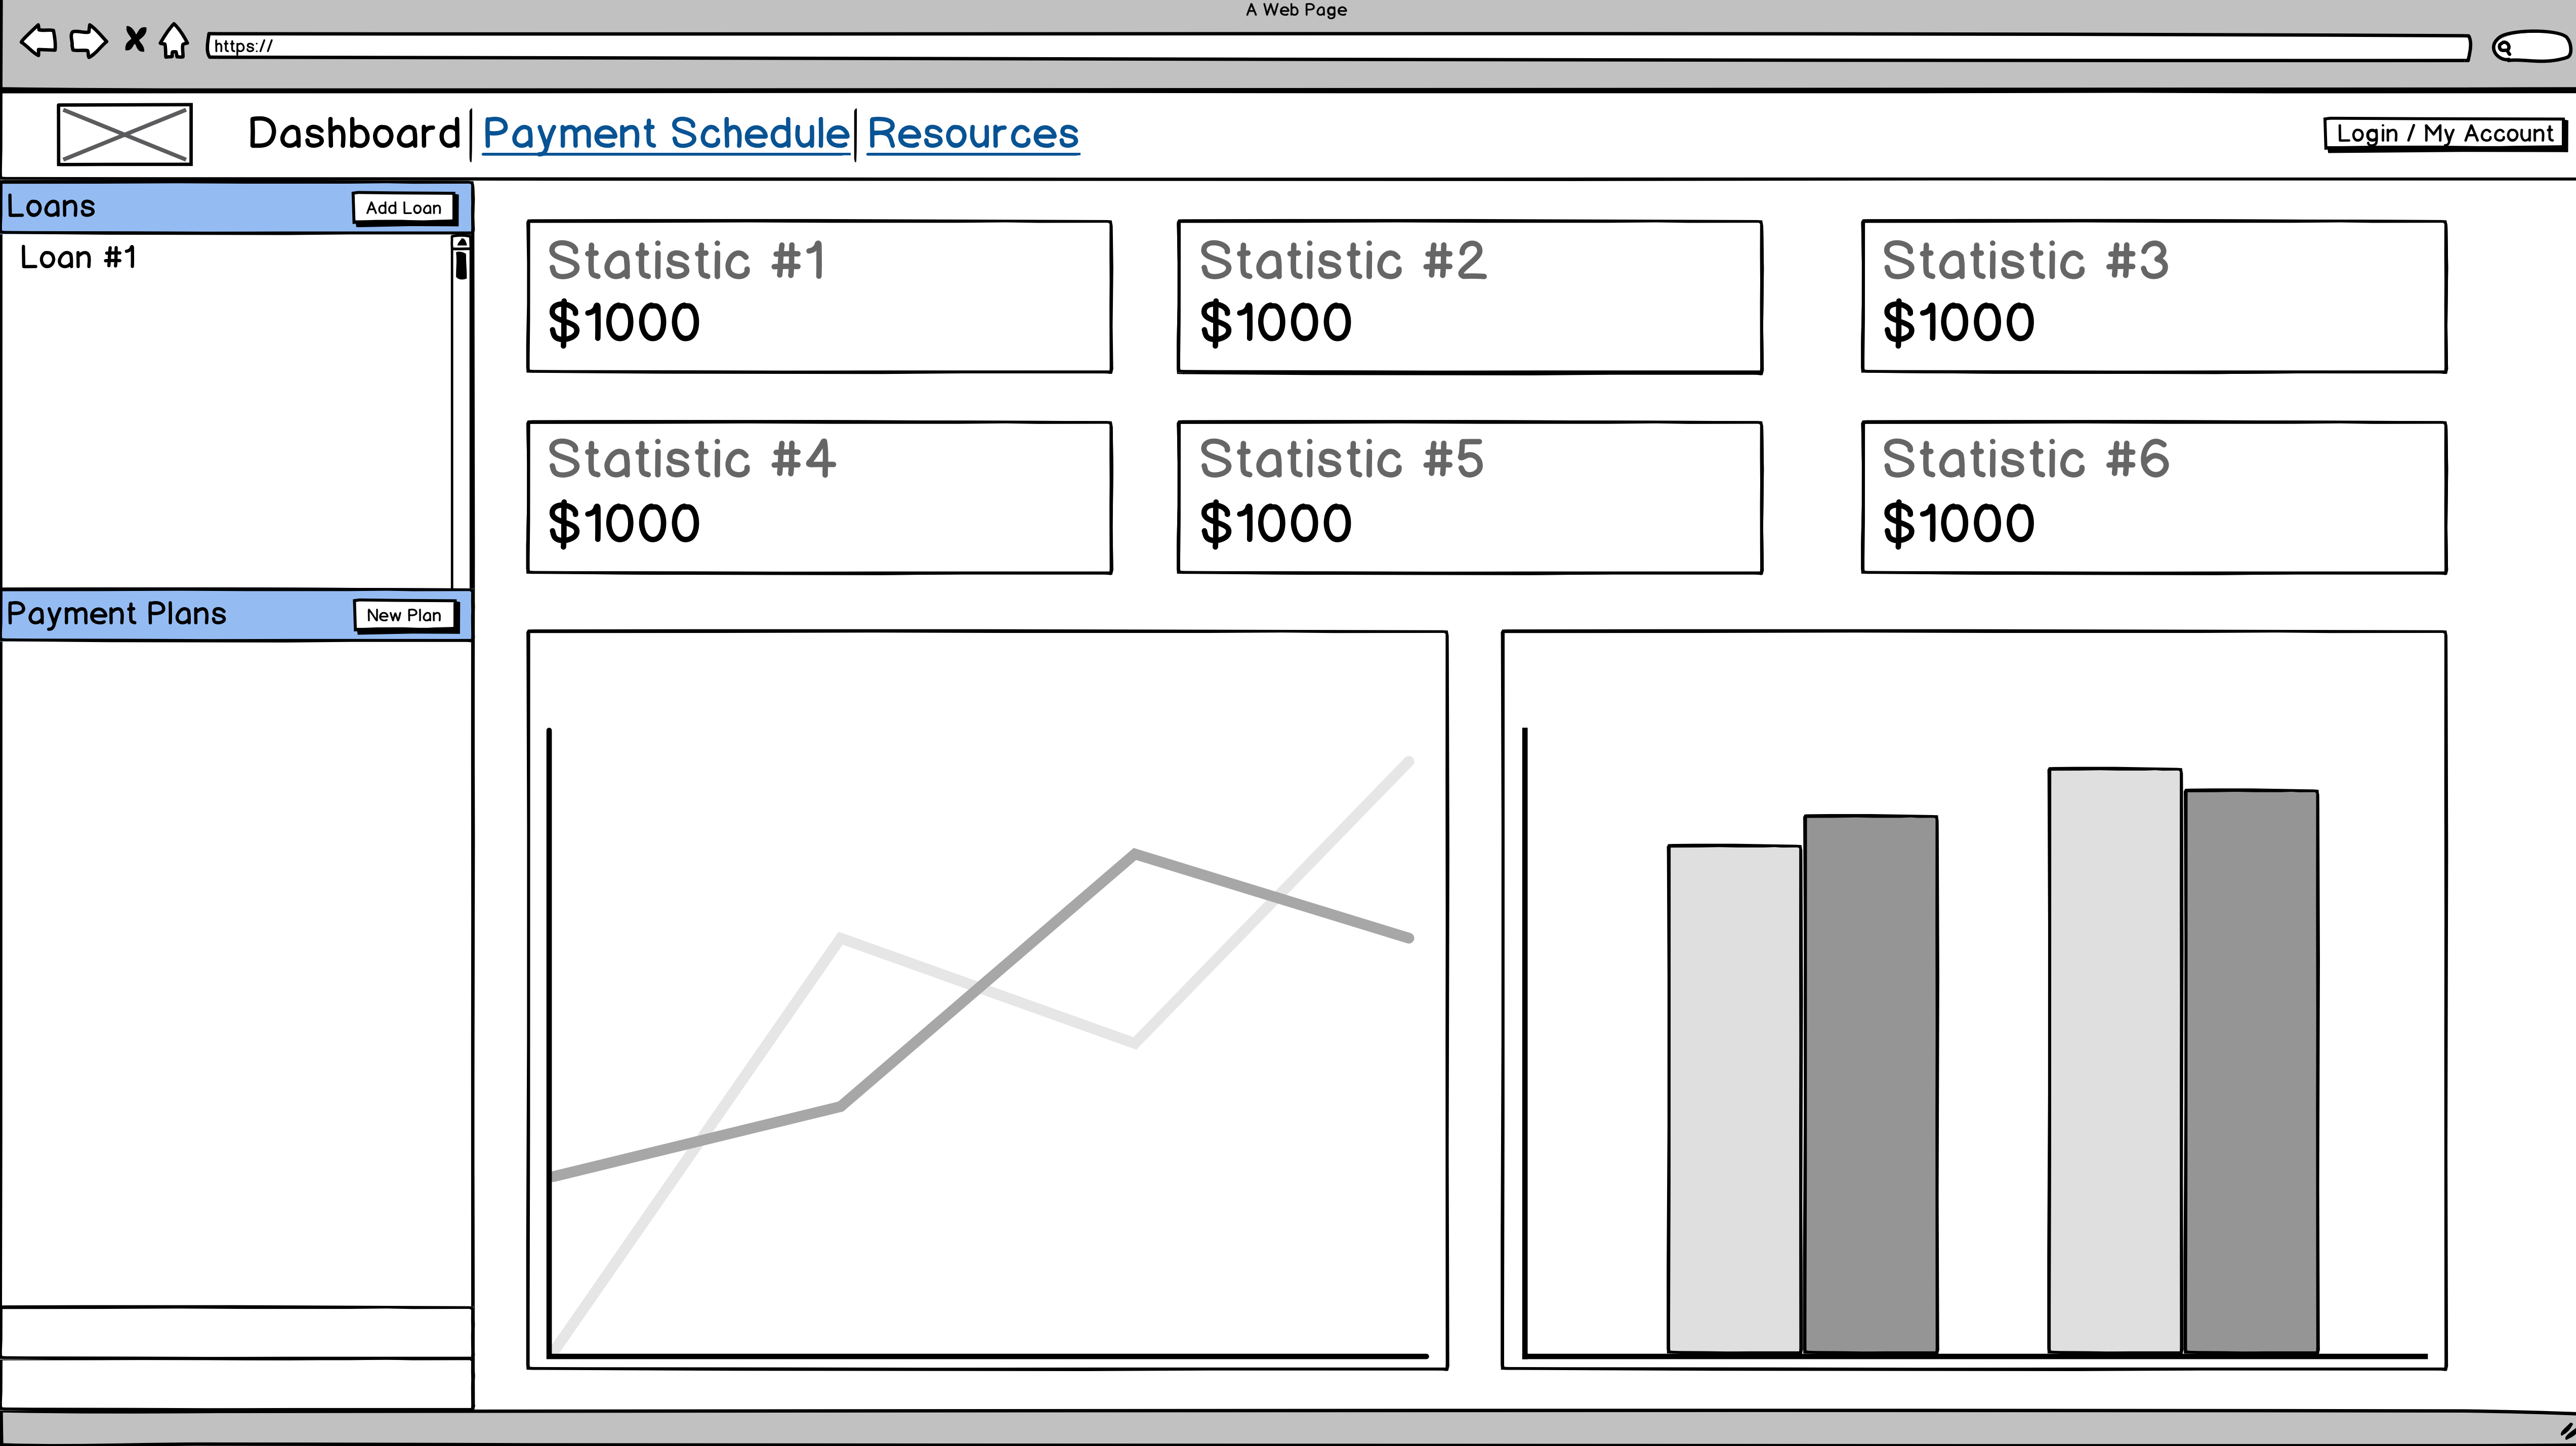 A Web Page
https://
Dashboard Payment Schedule Resources
Login / My Account
Loans Add Loan
Loan #1
Payment Plans New Plan
Statistic #1
$1000
Statistic #2
$1000
Statistic #3
$1000
Statistic #4
$1000
Statistic #5
$1000
Statistic #6
$1000